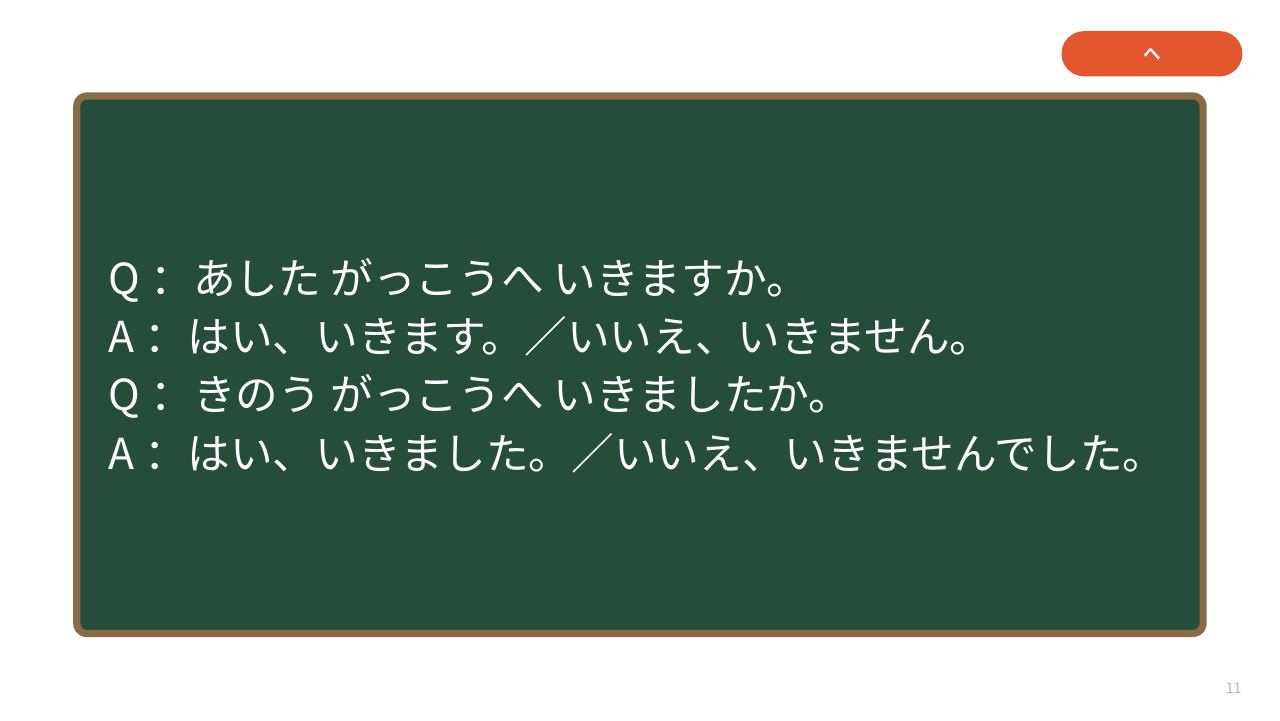 へ
Q： あした がっこうへ いきますか。
A： はい、いきます。／いいえ、いきません。
Q： きのう がっこうへ いきましたか。
A： はい、いきました。／いいえ、いきませんでした。
11